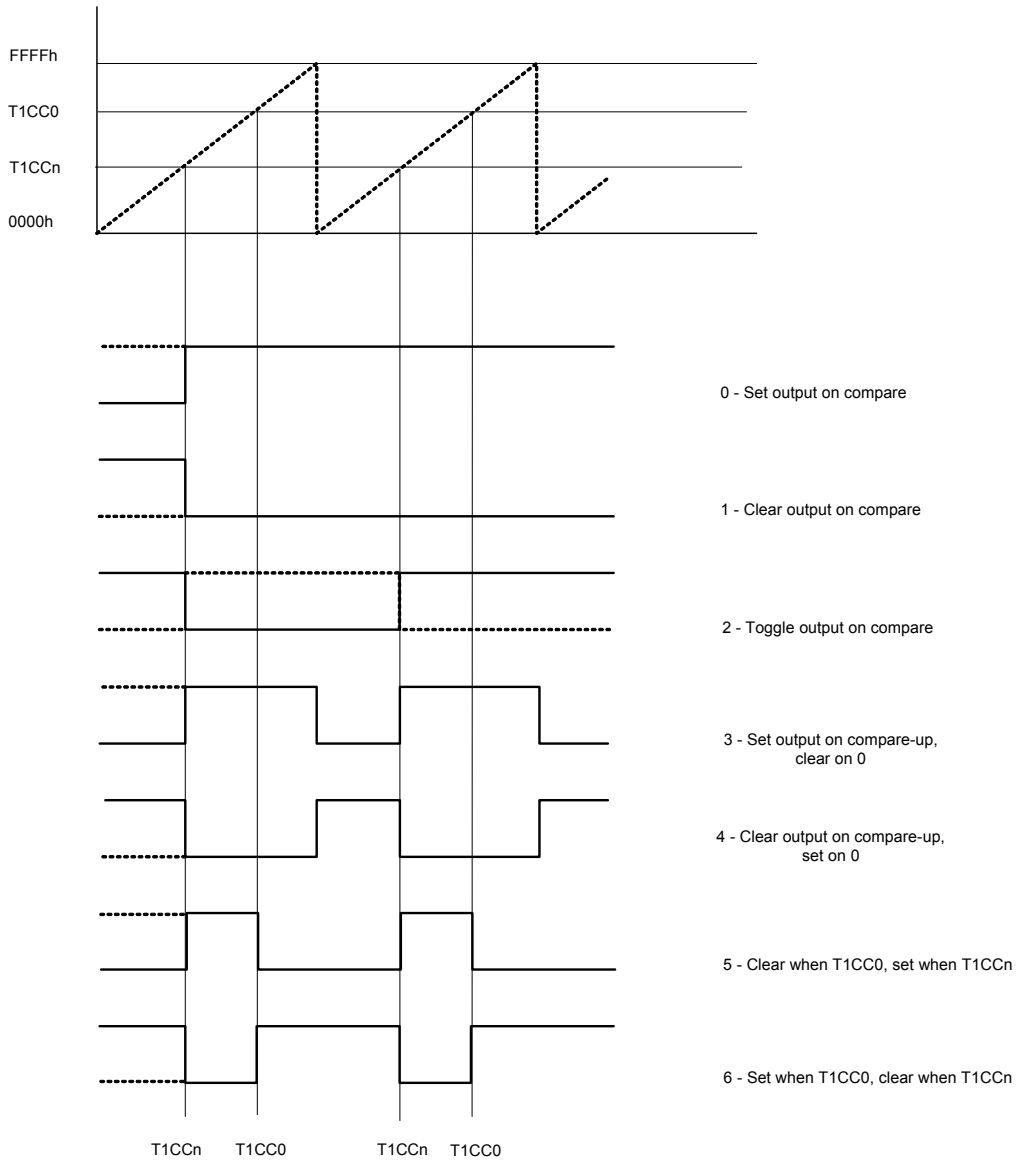 FFFFh
T1CC0
T1CCn
0000h
0 - Set output on compare
1 - Clear output on compare
2 - Toggle output on compare
3 - Set output on compare-up,
clear on 0
4 - Clear output on compare-up,
set on 0
5 - Clear when T1CC0, set when T1CCn
6 - Set when T1CC0, clear when T1CCn
T1CCn T1CC0 T1CCn T1CC0